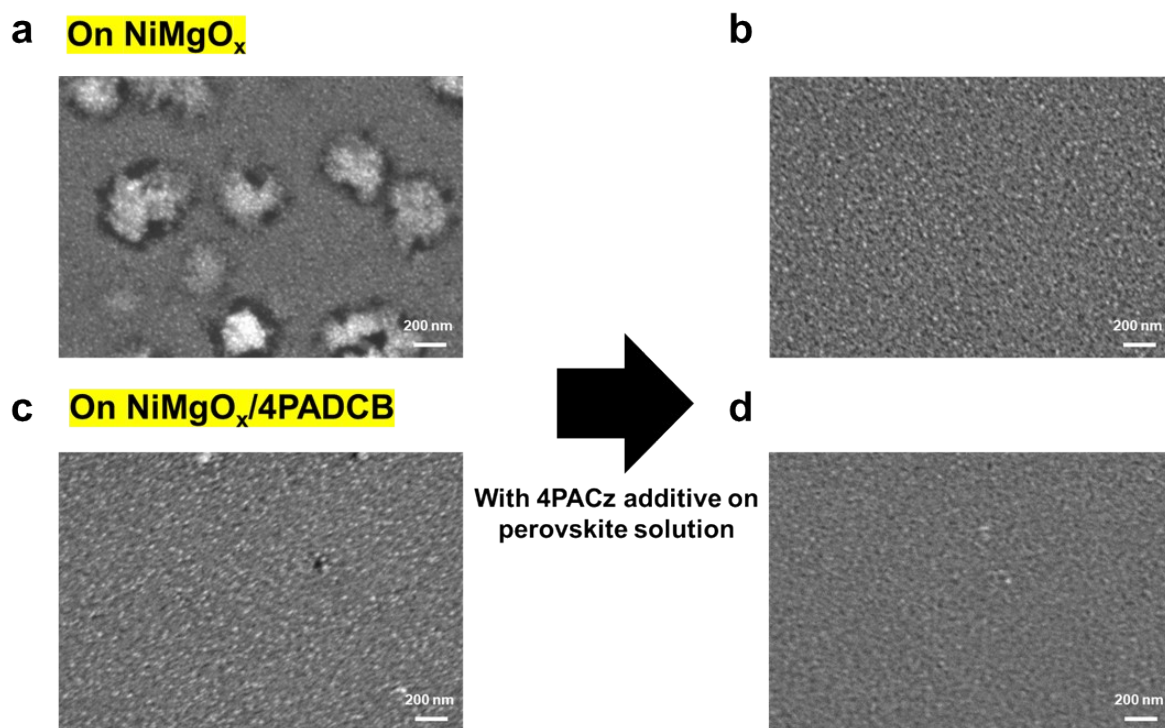 a On NiMgOx
b
200 nm
200 nm
c On NiMgOx/4PADCB
d
With 4PACz additive on
perovskite solution
200 nm
200 nm